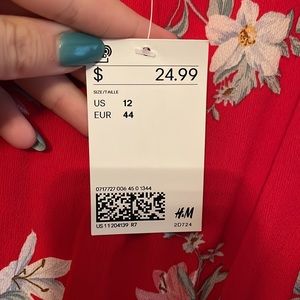 $ 24.99
SIZE/TAILLE
US 12
EUR 44
0717727 006 45 0 1344
H&M
US 11204139 R7
2D724